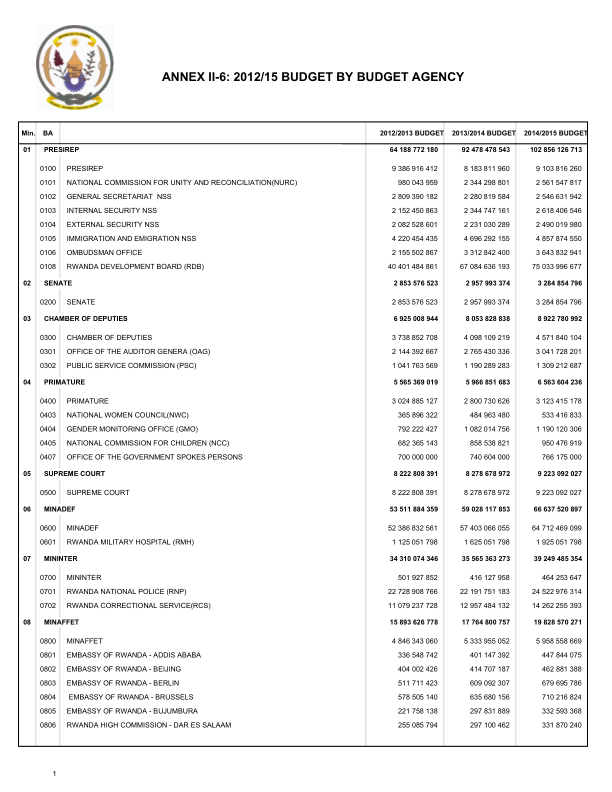 ANNEX II-6: 2012/15 BUDGET BY BUDGET AGENCY
Min. BA 2012/2013 BUDGET 2013/2014 BUDGET 2014/2015 BUDGET
01 PRESIREP 64 188 772 180 92 478 478 543 102 856 126 713
0100 PRESIREP 9 386 916 412 8 183 811 960 9 103 816 260
0101 NATIONAL COMMISSION FOR UNITY AND RECONCILIATION(NURC) 980 043 959 2 344 298 801 2 561 547 817
0102 GENERAL SECRETARIAT NSS 2 809 390 182 2 280 819 584 2 546 631 942
0103 INTERNAL SECURITY NSS 2 152 450 863 2 344 747 161 2 618 406 546
0104 EXTERNAL SECURITY NSS 2 082 528 601 2 231 030 289 2 490 019 980
0105 IMMIGRATION AND EMIGRATION NSS 4 220 454 435 4 696 292 155 4 857 874 550
0106 OMBUDSMAN OFFICE 2 155 502 867 3 312 842 400 3 643 832 941
0108 RWANDA DEVELOPMENT BOARD (RDB) 40 401 484 861 67 084 636 193 75 033 996 677
02 SENATE 2 853 576 523 2 957 993 374 3 284 854 796
0200 SENATE 2 853 576 523 2 957 993 374 3 284 854 796
03 CHAMBER OF DEPUTIES 6 925 008 944 8 053 828 838 8 922 780 992
0300 CHAMBER OF DEPUTIES 3 738 852 708 4 098 109 219 4 571 840 104
0301 OFFICE OF THE AUDITOR GENERA (OAG) 2 144 392 667 2 765 430 336 3 041 728 201
0302 PUBLIC SERVICE COMMISSION (PSC) 1 041 763 569 1 190 289 283 1 309 212 687
04 PRIMATURE 5 565 369 019 5 966 851 683 6 563 604 236
0400 PRIMATURE 3 024 885 127 2 800 730 626 3 123 415 178
0403 NATIONAL WOMEN COUNCIL(NWC) 365 896 322 484 963 480 533 416 833
0404 GENDER MONITORING OFFICE (GMO) 792 222 427 1 082 014 756 1 190 120 306
0405 NATIONAL COMMISSION FOR CHILDREN (NCC) 682 365 143 858 538 821 950 476 919
0407 OFFICE OF THE GOVERNMENT SPOKES PERSONS 700 000 000 740 604 000 766 175 000
05 SUPREME COURT 8 222 808 391 8 278 678 972 9 223 092 027
0500 SUPREME COURT 8 222 808 391 8 278 678 972 9 223 092 027
06 MINADEF 53 511 884 359 59 028 117 853 66 637 520 897
0600 MINADEF 52 386 832 561 57 403 066 055 64 712 469 099
0601 RWANDA MILITARY HOSPITAL (RMH) 1 125 051 798 1 625 051 798 1 925 051 798
07 MININTER 34 310 074 346 35 565 363 273 39 249 485 354
0700 MININTER 501 927 852 416 127 958 464 253 647
0701 RWANDA NATIONAL POLICE (RNP) 22 728 908 766 22 191 751 183 24 522 976 314
0702 RWANDA CORRECTIONAL SERVICE(RCS) 11 079 237 728 12 957 484 132 14 262 255 393
08 MINAFFET 15 893 626 778 17 764 800 757 19 828 570 271
0800 MINAFFET 4 846 343 060 5 333 955 052 5 958 558 669
0801 EMBASSY OF RWANDA - ADDIS ABABA 336 548 742 401 147 392 447 844 075
0802 EMBASSY OF RWANDA - BEIJING 404 002 426 414 707 187 462 881 388
0803 EMBASSY OF RWANDA - BERLIN 511 711 423 609 092 307 679 695 786
0804 EMBASSY OF RWANDA - BRUSSELS 578 505 140 635 680 156 710 216 824
0805 EMBASSY OF RWANDA - BUJUMBURA 221 758 138 297 831 889 332 593 368
0806 RWANDA HIGH COMMISSION - DAR ES SALAAM 255 085 794 297 100 462 331 870 240
1